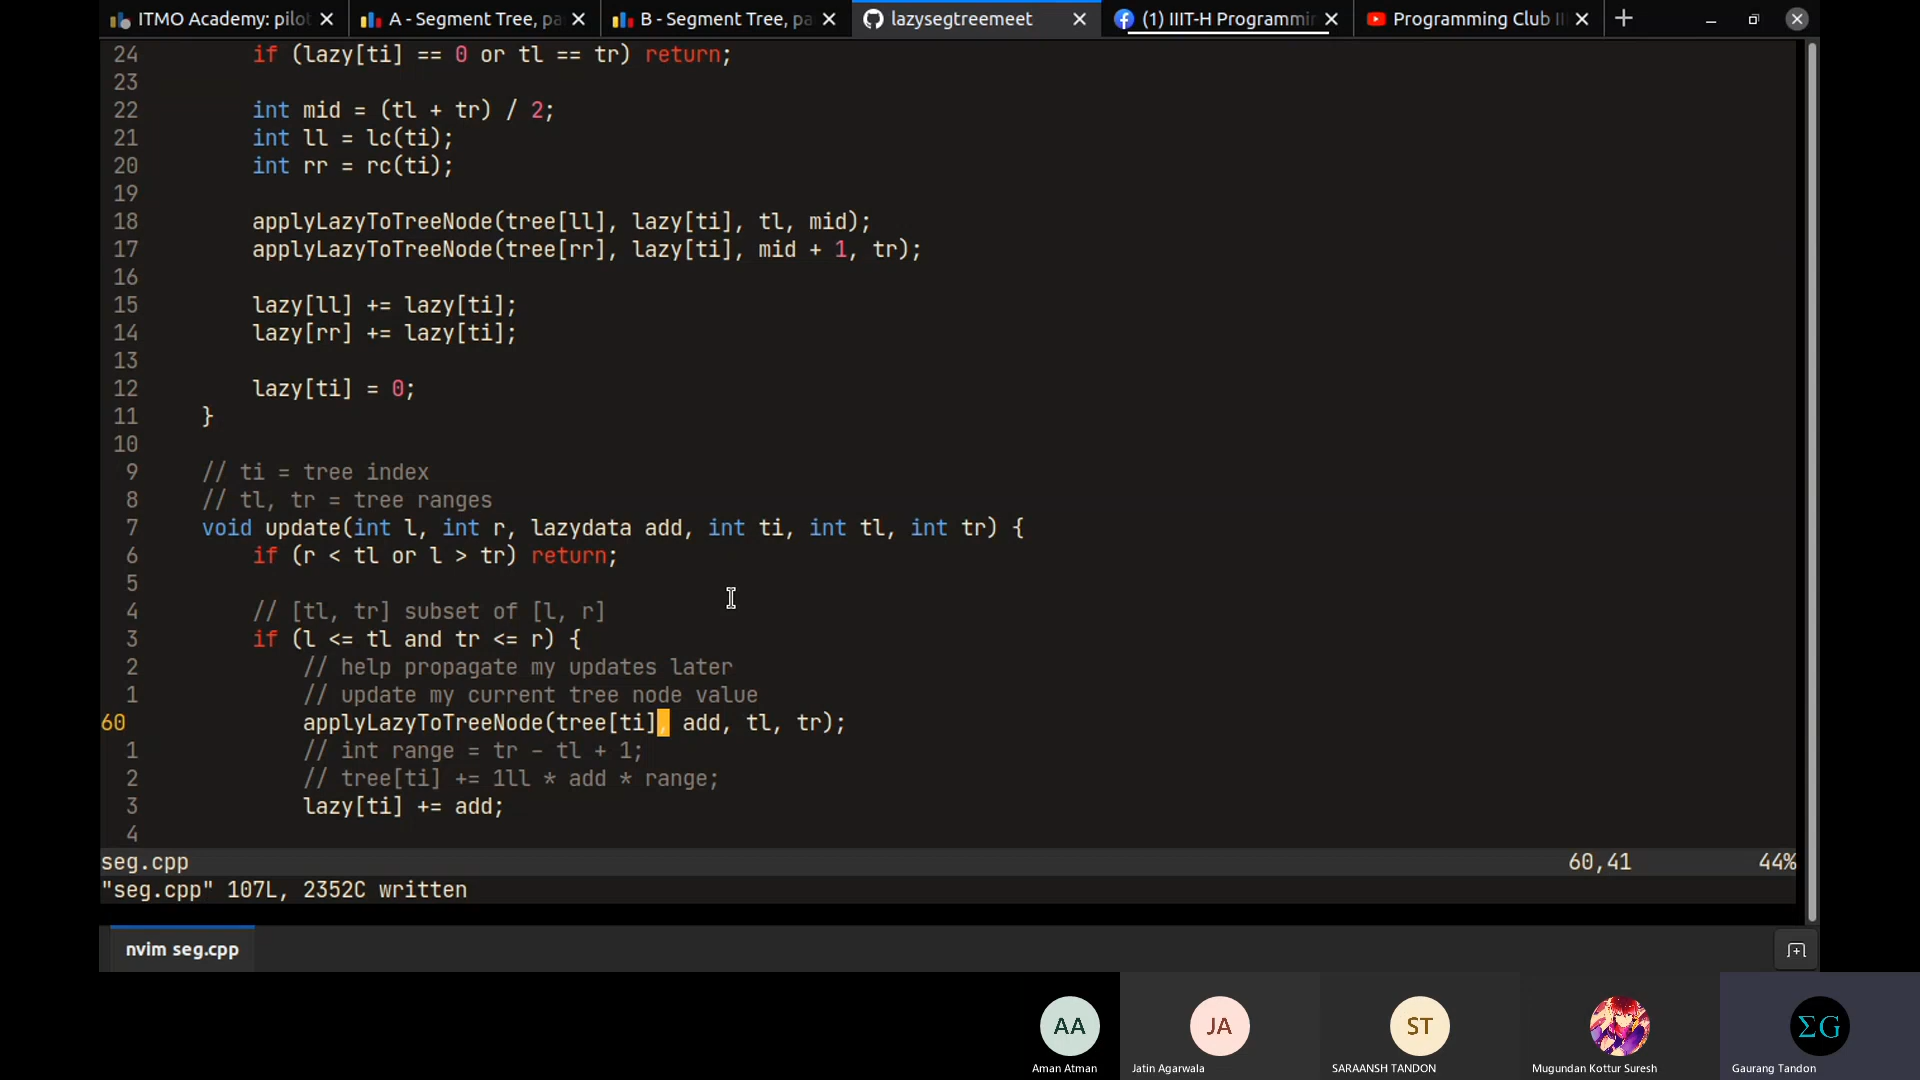 ITMO Academy: pilot
A - Segment Tree, pa
B - Segment Tree, pa
lazysegtreemeet
(1) IIIT-H Programmin
Programming Club II
24 if (lazy[ti] == 0 or tl == tr) return;
23
22 int mid = (tl + tr) / 2;
21 int ll = lc(ti);
20 int rr = rc(ti);
19
18 applyLazyToTreeNode(tree[ll], lazy[ti], tl, mid);
17 applyLazyToTreeNode(tree[rr], lazy[ti], mid + 1, tr);
16
15 lazy[ll] += lazy[ti];
14 lazy[rr] += lazy[ti];
13
12 lazy[ti] = 0;
11 }
10
9 // ti = tree index
8 // tl, tr = tree ranges
7 void update(int l, int r, lazydata add, int ti, int tl, int tr) {
6 if (r < tl or l > tr) return;
5
4 // [tl, tr] subset of [l, r]
3 if (l <= tl and tr <= r) {
2 // help propagate my updates later
1 // update my current tree node value
60 applyLazyToTreeNode(tree[ti], add, tl, tr);
1 // int range = tr - tl + 1;
2 // tree[ti] += 1ll * add * range;
3 lazy[ti] += add;
4
seg.cpp 60,41 44%
"seg.cpp" 107L, 2352C written
nvim seg.cpp
AA
JA
ST
ΣG
Aman Atman
Jatin Agarwala
SARAANSH TANDON
Mugundan Kottur Suresh
Gaurang Tandon